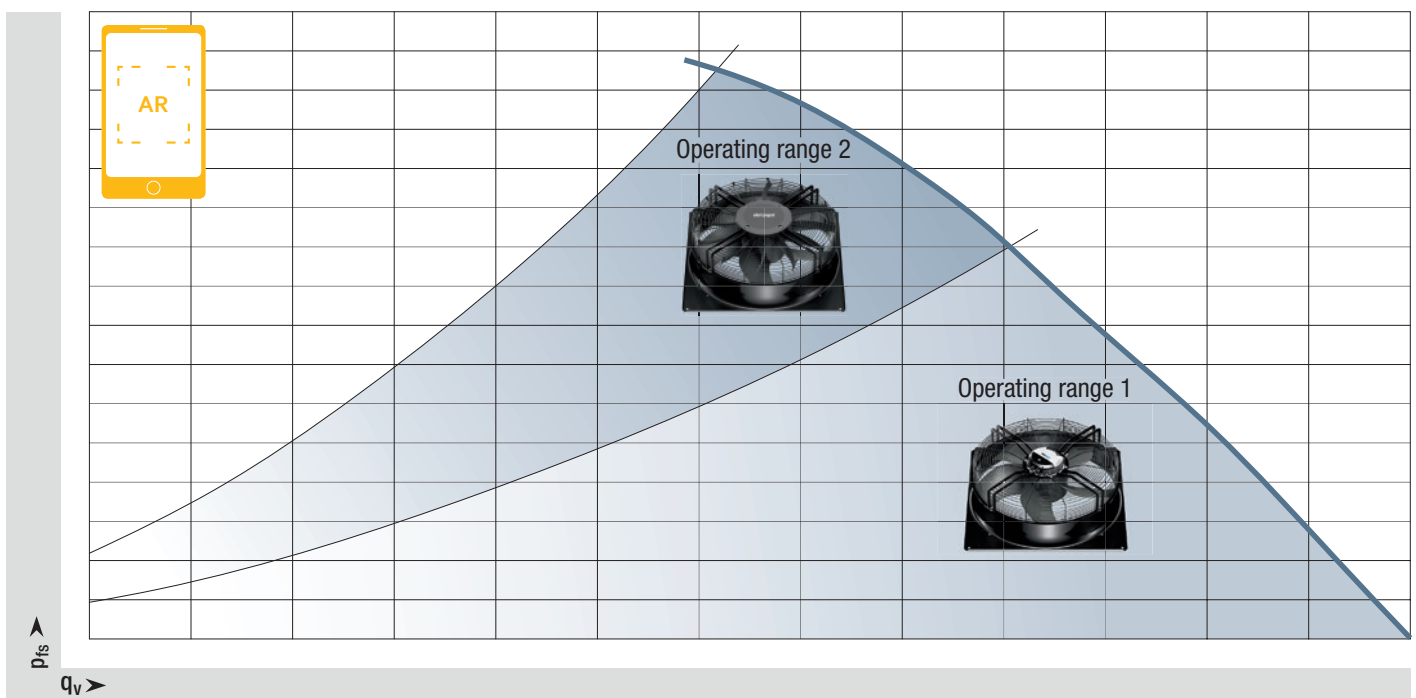 AR
Operating range 2
Operating range 1
pfs ➤
qv ➤